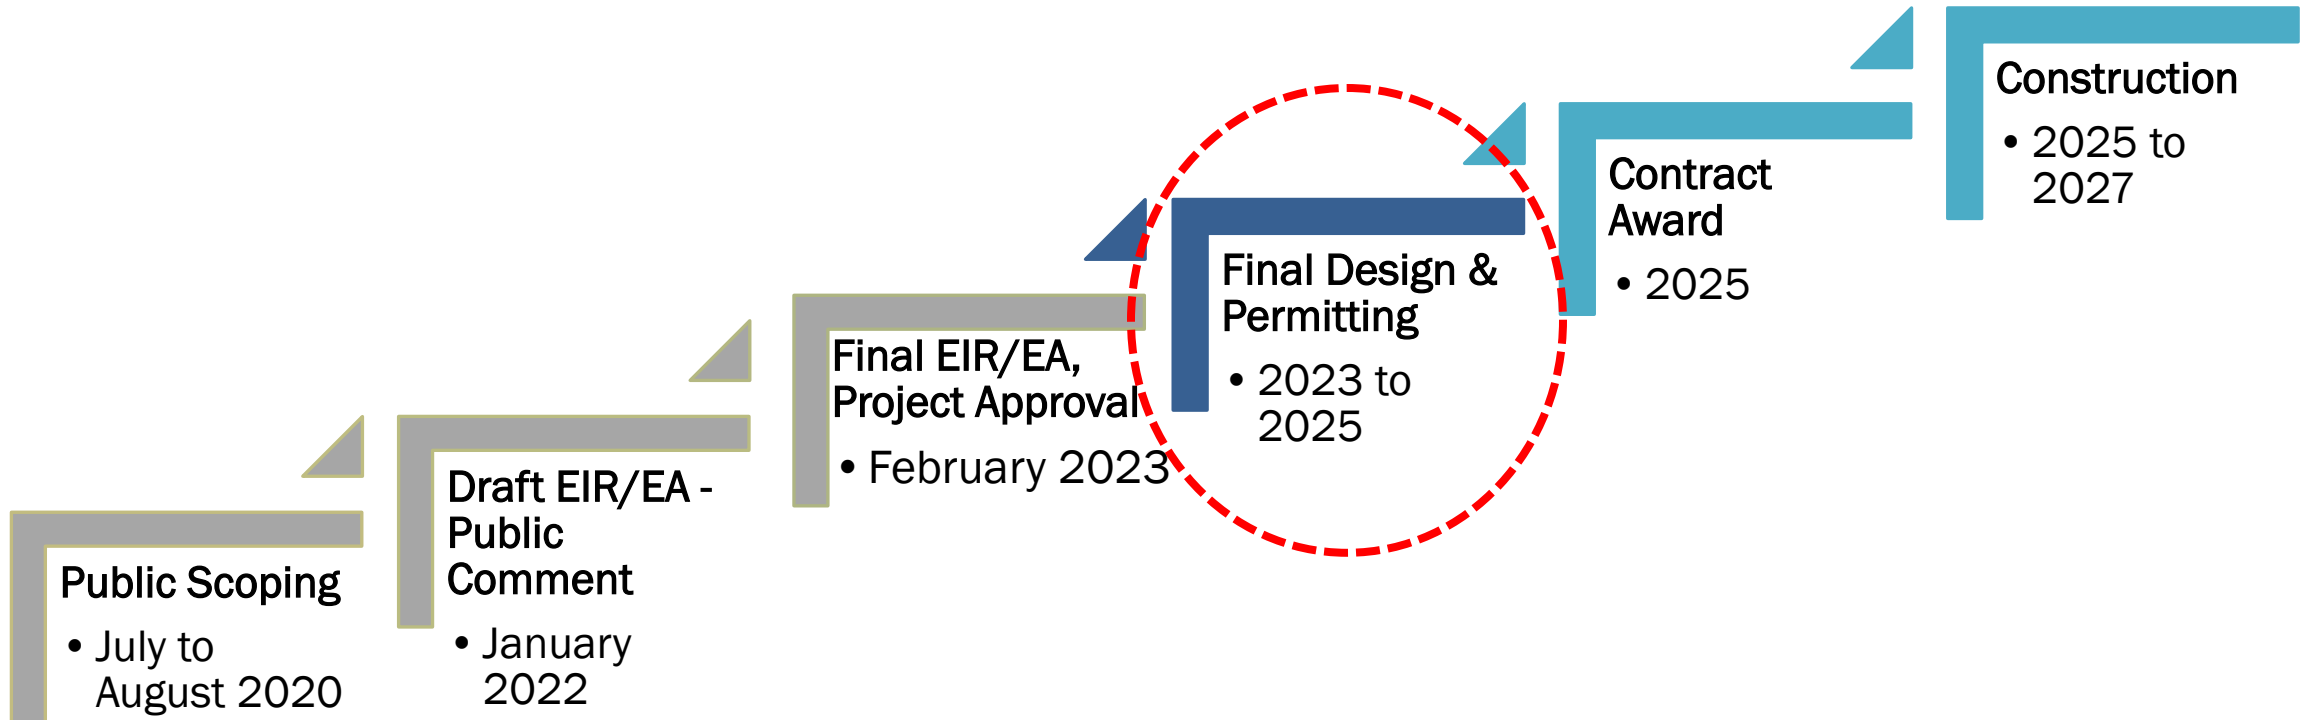 Public Scoping
• July to
August 2020
Draft EIR/EA -
Public
Comment
• January
2022
Final EIR/EA,
Project Approval
• February 2023
Final Design &
Permitting
• 2023 to
2025
Contract
Award
• 2025
Construction
• 2025 to
2027